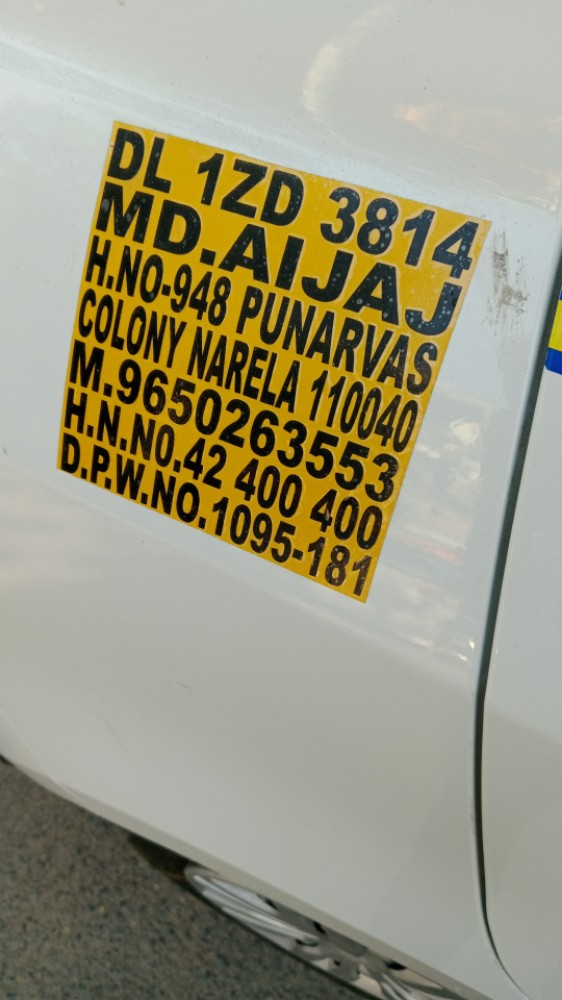 DL 1ZD 3814
MD.AIJAJ
H.NO-948 PUNARVAS
COLONY NARELA 110040
M.9650263553
H.N.NO.42 400 400
D.P.W.NO.1095-181